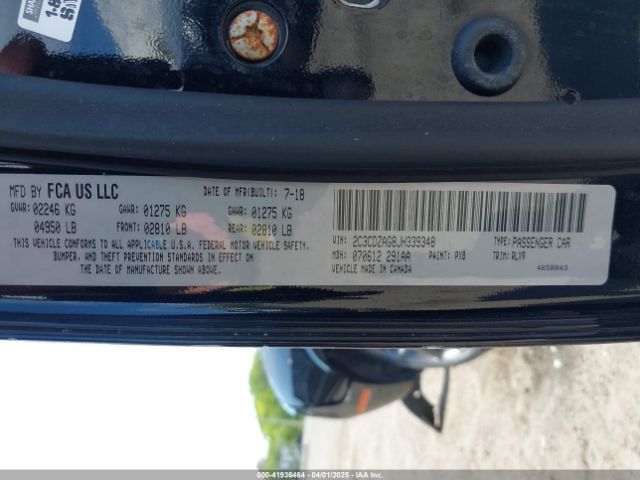 MFD BY FCA US LLC
DATE OF MFR(BUILT): 7-18
GVWR: 02246 KG GAWR: 01275 KG GAWR: 01275 KG
04950 LB FRONT: 02810 LB REAR: 02810 LB
THIS VEHICLE CONFORMS TO ALL APPLICABLE U.S.A. FEDERAL MOTOR VEHICLE SAFETY,
BUMPER, AND THEFT PREVENTION STANDARDS IN EFFECT ON
THE DATE OF MANUFACTURE SHOWN ABOVE.
VIN: 2C3CDZAG8JH339348 TYPE: PASSENGER CAR
MDH: 070612 291AA PAINT: PX8 TRIM: RLX9
VEHICLE MADE IN CANADA 4658843
000-41936464 04/01/2025 Copart